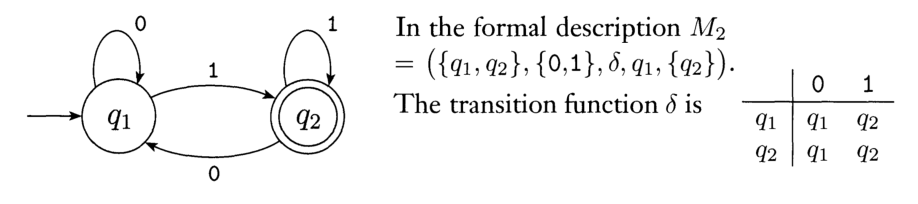 0
1
1
q1
q2
0
In the formal description M2
= ({q1, q2}, {0,1}, δ, q1, {q2}).
The transition function δ is
0 1
q1 q1 q2
q2 q1 q2